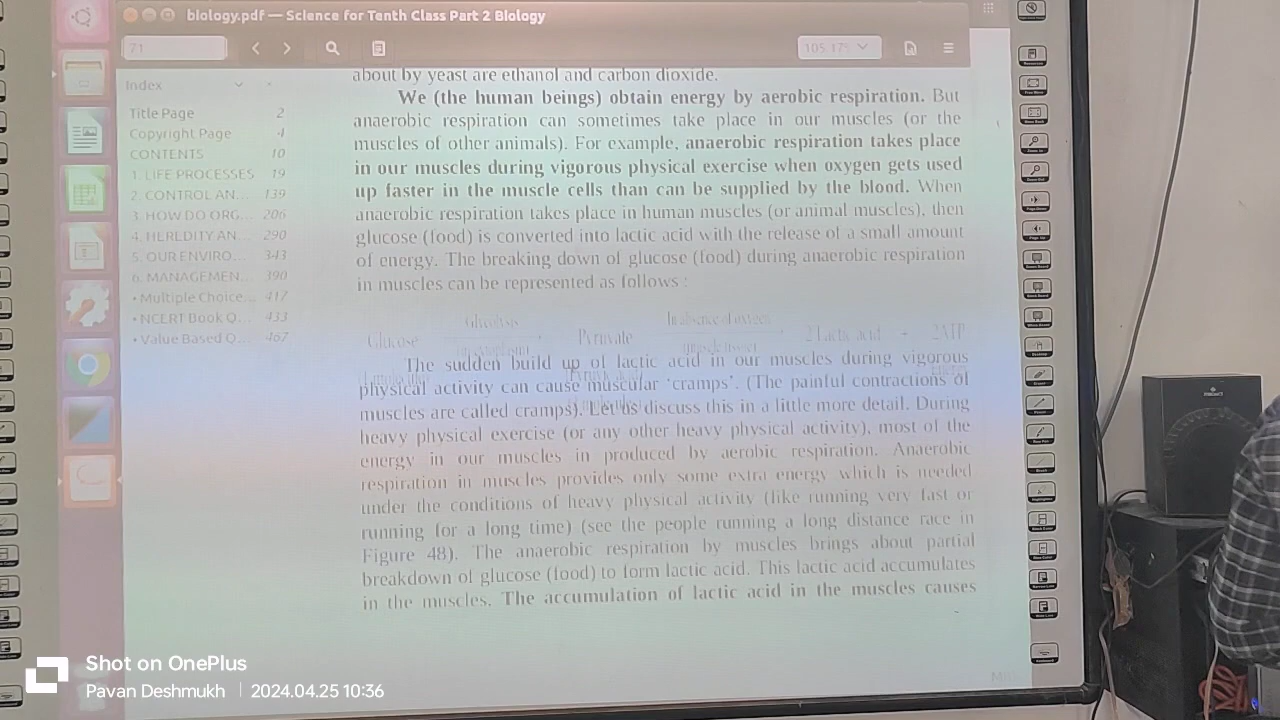 biology.pdf — Science for Tenth Class Part 2 Biology
71
105.17%
Index
Title Page 2
Copyright Page 4
CONTENTS 10
1. LIFE PROCESSES 19
2. CONTROL AN... 139
3. HOW DO ORG... 206
4. HEREDITY AN... 290
5. OUR ENVIRO... 343
6. MANAGEMEN... 390
• Multiple Choice... 417
• NCERT Book Q... 433
• Value Based Q... 467
about by yeast are ethanol and carbon dioxide.
We (the human beings) obtain energy by aerobic respiration. But
anaerobic respiration can sometimes take place in our muscles (or the
muscles of other animals). For example, anaerobic respiration takes place
in our muscles during vigorous physical exercise when oxygen gets used
up faster in the muscle cells than can be supplied by the blood. When
anaerobic respiration takes place in human muscles (or animal muscles), then
glucose (food) is converted into lactic acid with the release of a small amount
of energy. The breaking down of glucose (food) during anaerobic respiration
in muscles can be represented as follows :
Glycolysis In absence of oxygen
Glucose Pyruvate 2 Lactic acid + 2ATP
The sudden build up of lactic acid in our muscles during vigorous
physical activity can cause muscular 'cramps'. (The painful contractions of
muscles are called cramps). Let us discuss this in a little more detail. During
heavy physical exercise (or any other heavy physical activity), most of the
energy in our muscles in produced by aerobic respiration. Anaerobic
respiration in muscles provides only some extra energy which is needed
under the conditions of heavy physical activity (like running very fast or
running for a long time) (see the people running a long distance race in
Figure 48). The anaerobic respiration by muscles brings about partial
breakdown of glucose (food) to form lactic acid. This lactic acid accumulates
in the muscles. The accumulation of lactic acid in the muscles causes
Shot on OnePlus
Pavan Deshmukh | 2024.04.25 10:36